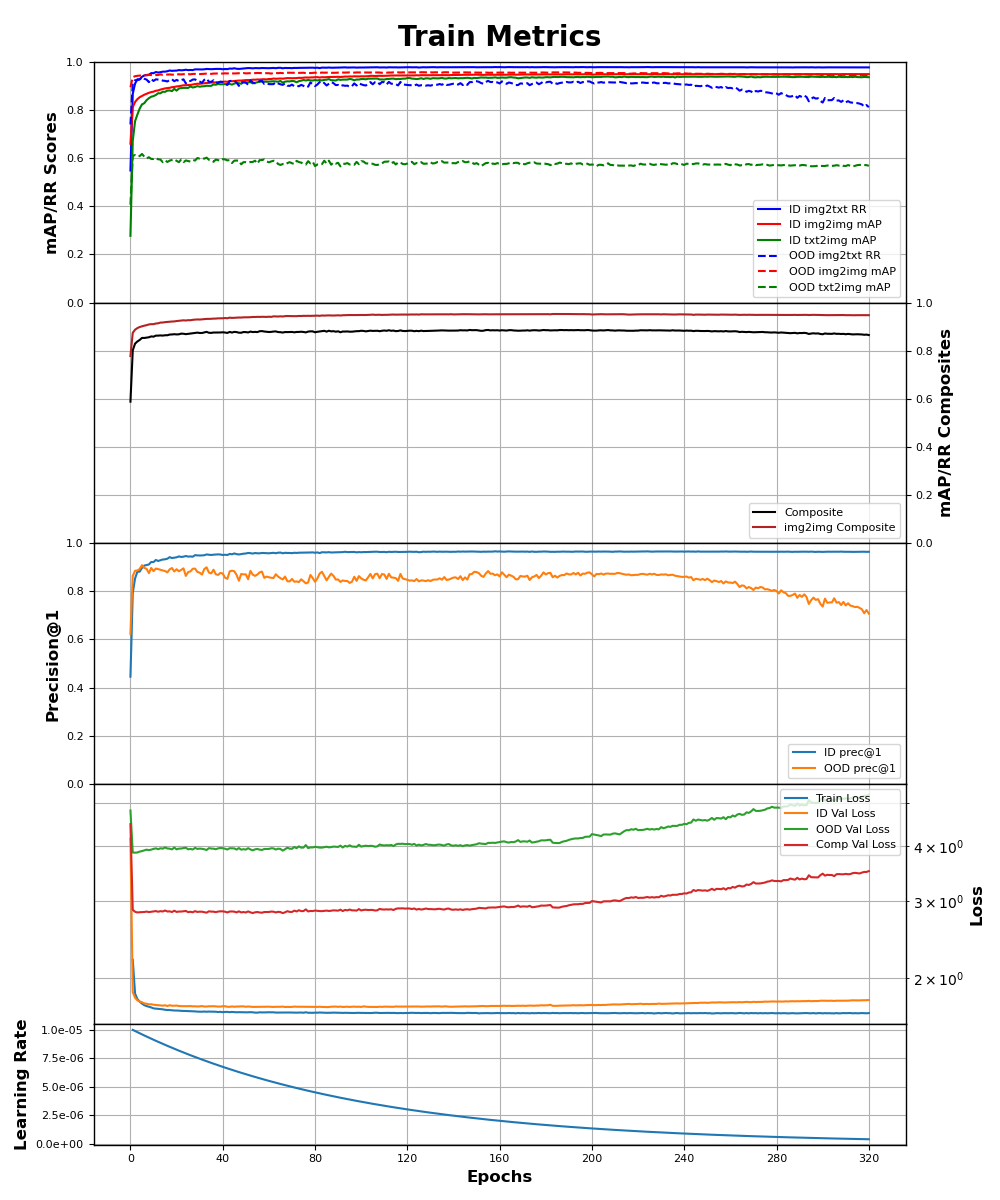 Train Metrics
mAP/RR Scores
1.0
0.8
0.6
0.4
0.2
0.0
ID img2txt RR
ID img2img mAP
ID txt2img mAP
OOD img2txt RR
OOD img2img mAP
OOD txt2img mAP
mAP/RR Composites
1.0
0.8
0.6
0.4
0.2
0.0
Composite
img2img Composite
Precision@1
1.0
0.8
0.6
0.4
0.2
0.0
ID prec@1
OOD prec@1
Train Loss
ID Val Loss
OOD Val Loss
Comp Val Loss
Loss
4 × 10⁰
3 × 10⁰
2 × 10⁰
Learning Rate
1.0e-05
7.5e-06
5.0e-06
2.5e-06
0.0e+00
0 40 80 120 160 200 240 280 320
Epochs